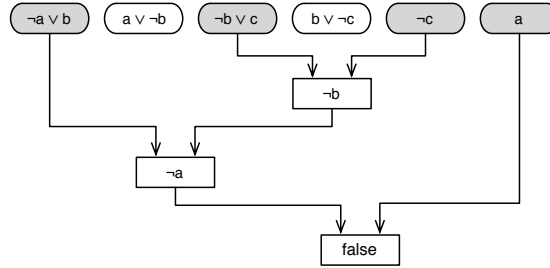 ¬a ∨ b
a ∨ ¬b
¬b ∨ c
b ∨ ¬c
¬c
a
¬b
¬a
false